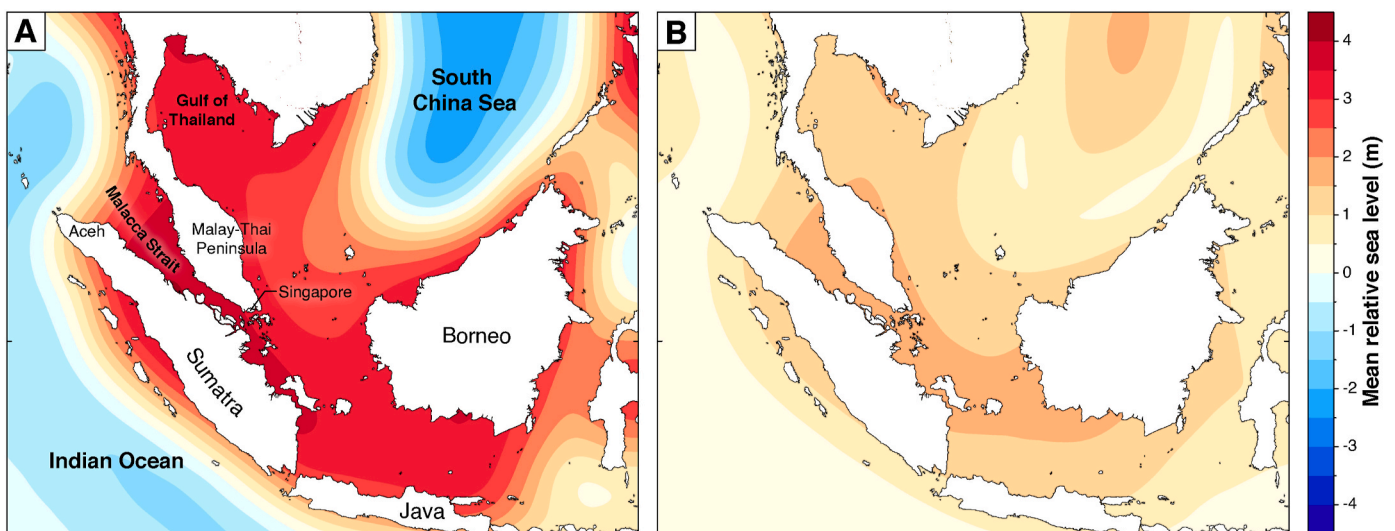 A
South
China Sea
Gulf of
Thailand
Malacca Strait
Aceh
Malay-Thai
Peninsula
Singapore
Borneo
Sumatra
Indian Ocean
Java
B
4
3
2
1
0
-1
-2
-3
-4
Mean relative sea level (m)